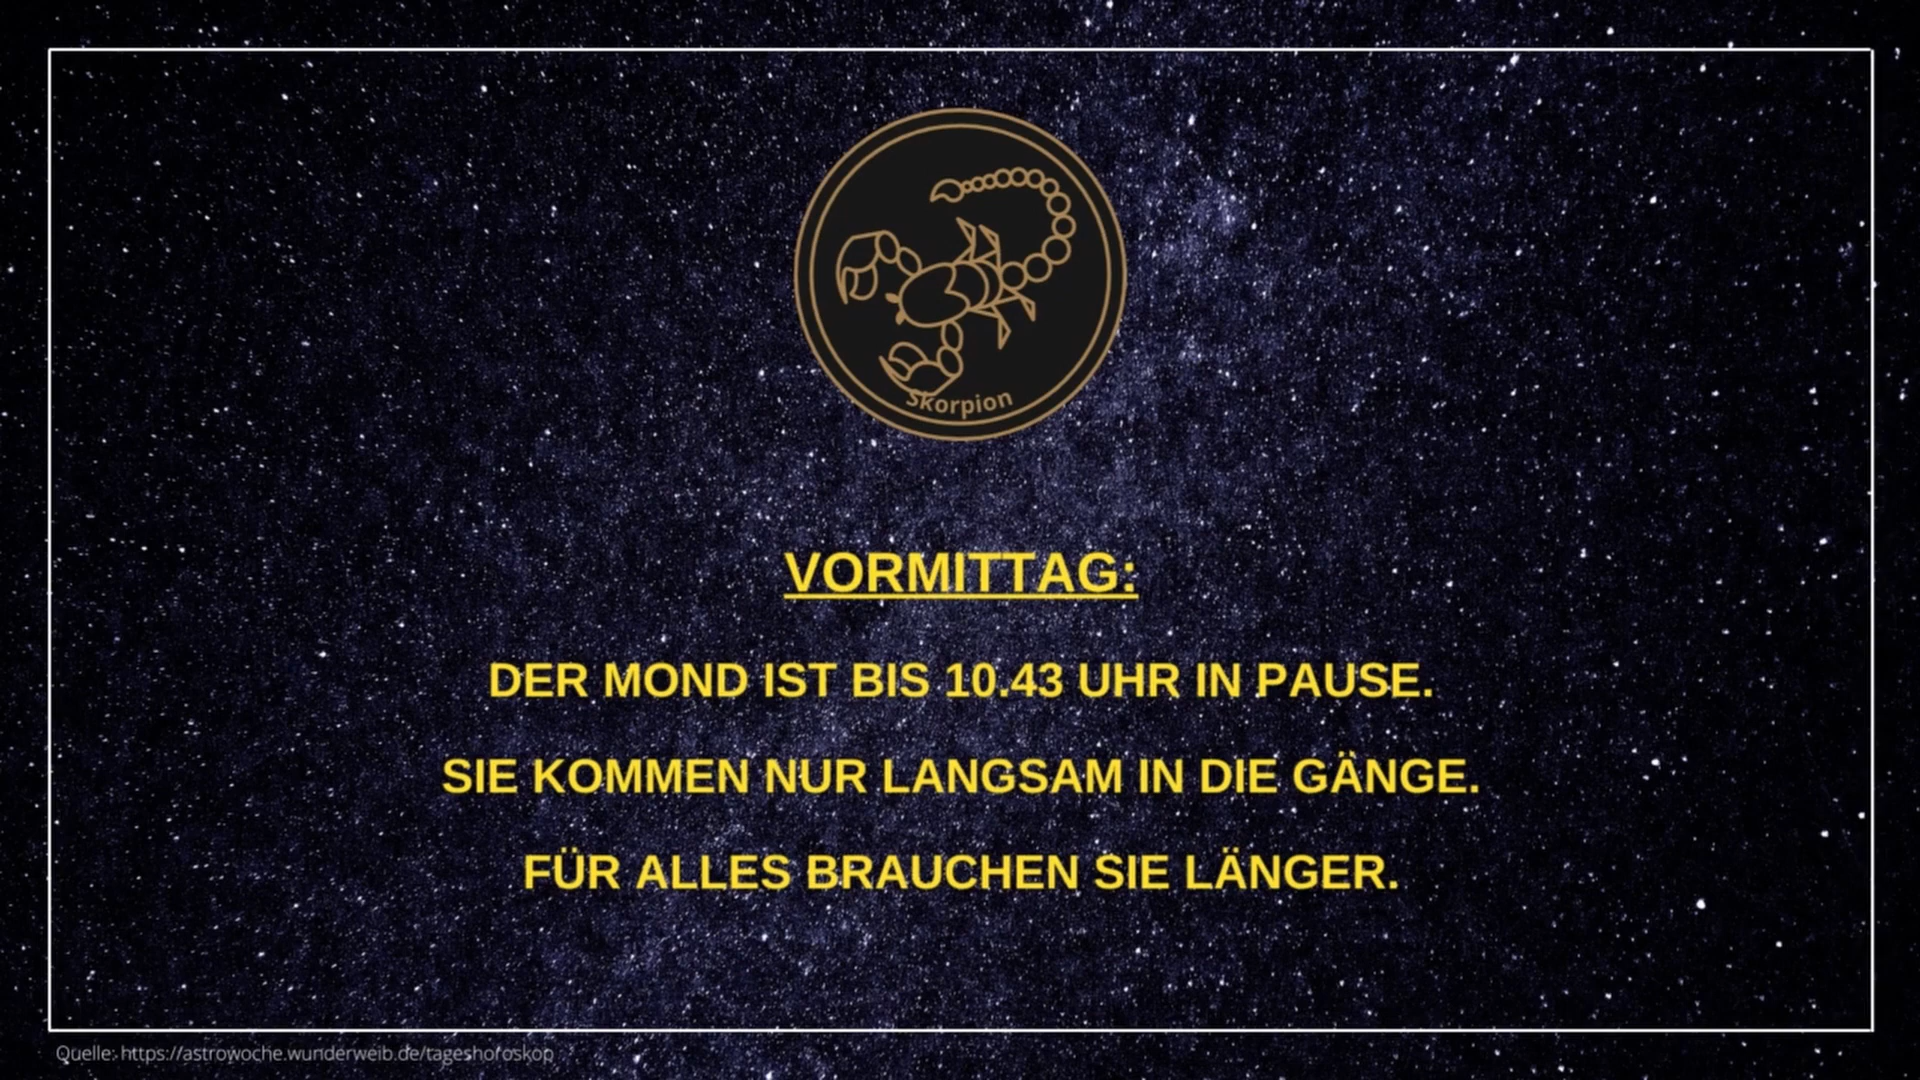 Skorpion
VORMITTAG:
DER MOND IST BIS 10.43 UHR IN PAUSE.
SIE KOMMEN NUR LANGSAM IN DIE GÄNGE.
FÜR ALLES BRAUCHEN SIE LÄNGER.
Quelle: https://astrowoche.wunderweib.de/tageshoroskop